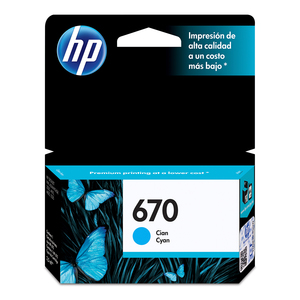 hp
Impresión de
alta calidad
a un costo
más bajo*
Premium printing at a lower cost*
670
Cian
Cyan